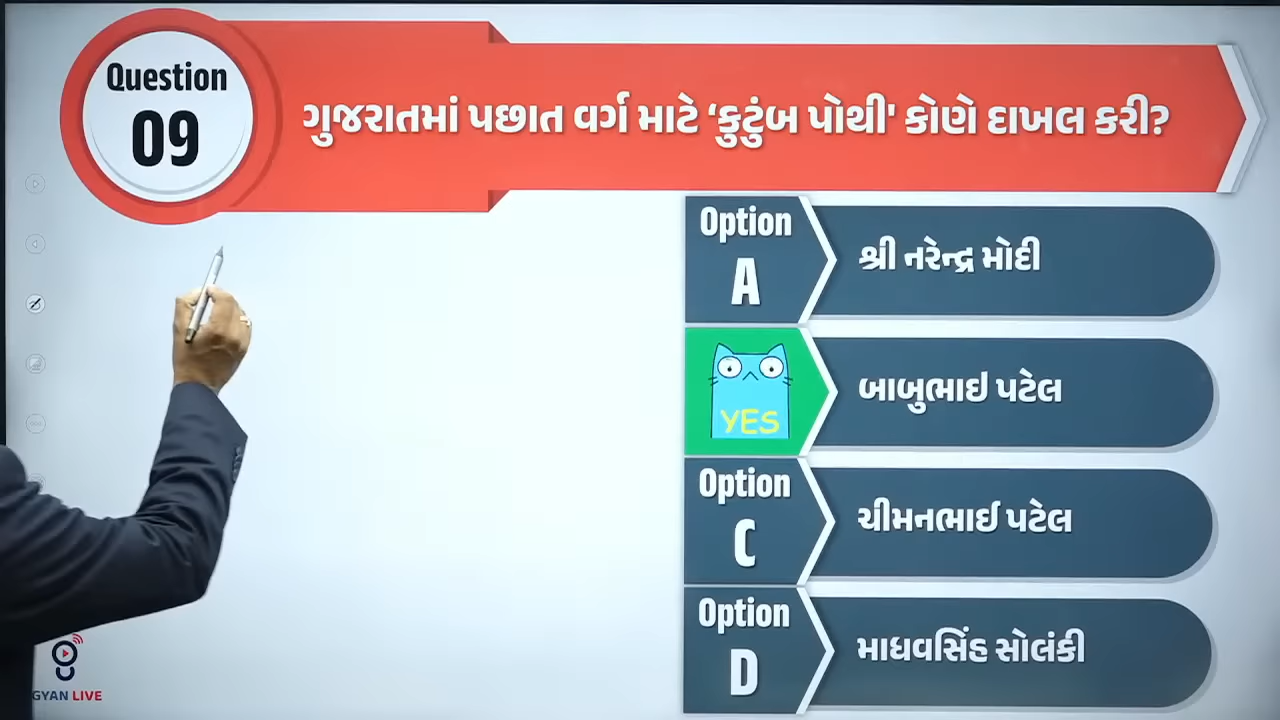 Question
09
ગુજરાતમાં પછાત વર્ગ માટે ‘કુટુંબ પોથી' કોણે દાખલ કરી?
Option
A
શ્રી નરેન્દ્ર મોદી
YES
બાબુભાઈ પટેલ
Option
C
ચીમનભાઈ પટેલ
Option
D
માધવસિંહ સોલંકી
GYAN LIVE